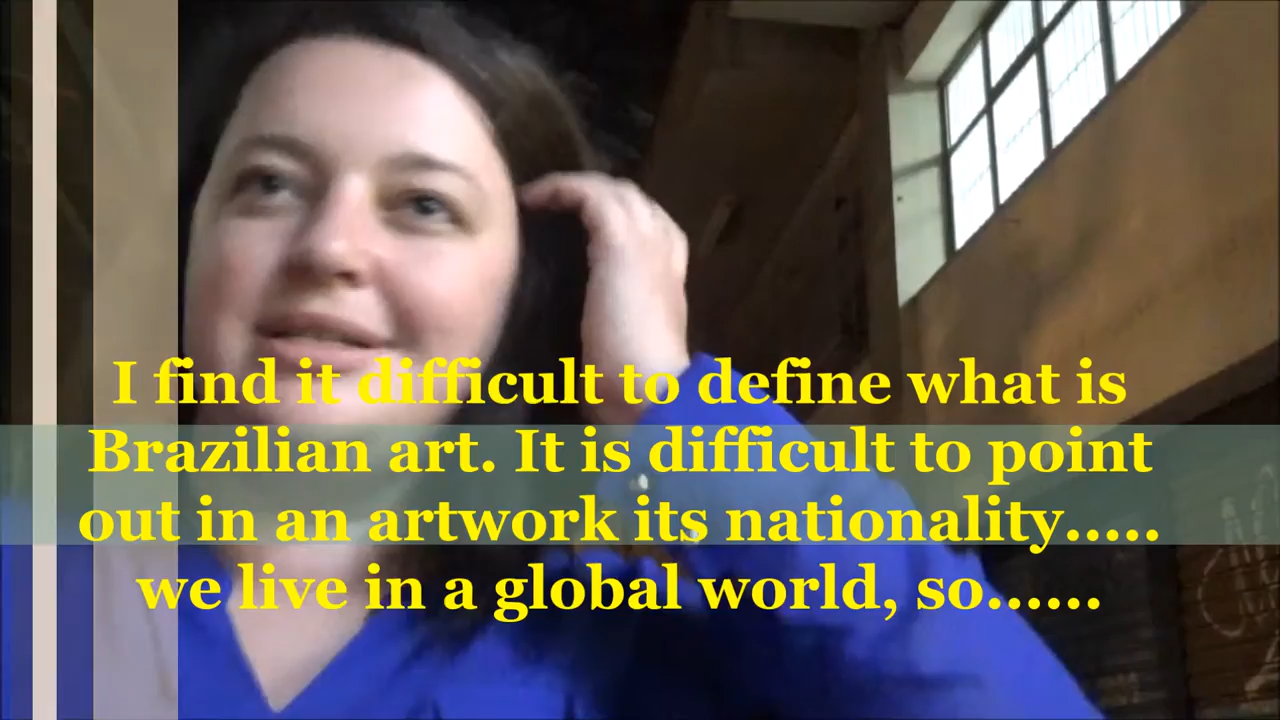 I find it difficult to define what is
Brazilian art. It is difficult to point
out in an artwork its nationality.....
we live in a global world, so......